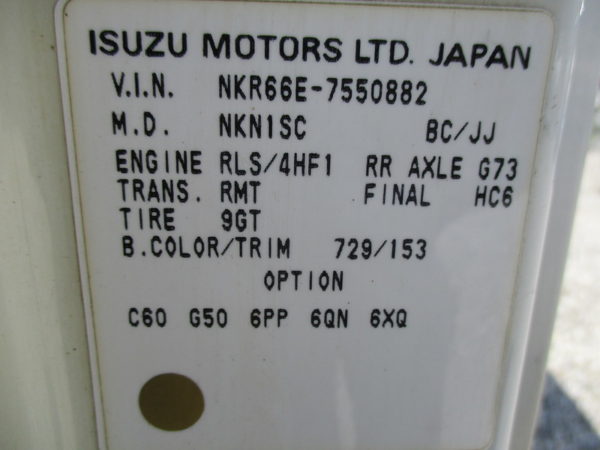 ISUZU MOTORS LTD. JAPAN
V.I.N. NKR66E-7550882
M.D. NKN1SC BC/JJ
ENGINE RLS/4HF1 RR AXLE G73
TRANS. RMT FINAL HC6
TIRE 9GT
B.COLOR/TRIM 729/153
OPTION
C60 G50 6PP 6QN 6XQ